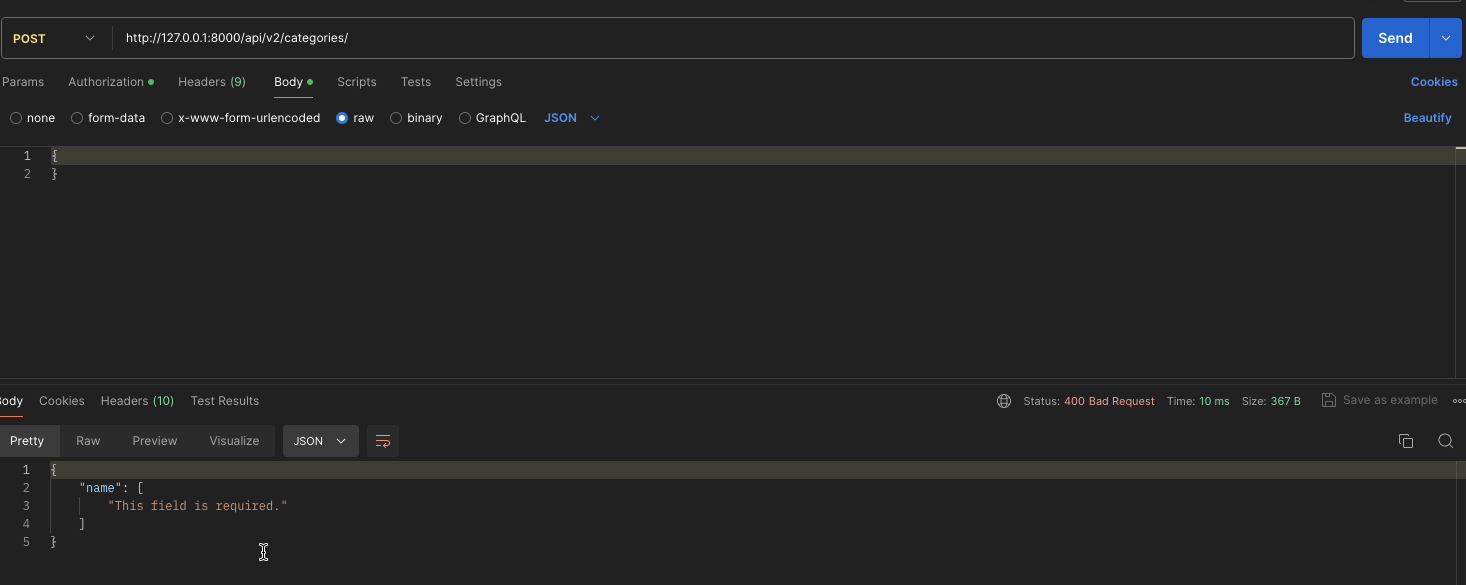 POST http://127.0.0.1:8000/api/v2/categories/ Send
Params Authorization Headers (9) Body Scripts Tests Settings Cookies
none form-data x-www-form-urlencoded raw binary GraphQL JSON Beautify
1 {
2 }
Body Cookies Headers (10) Test Results Status: 400 Bad Request Time: 10 ms Size: 367 B Save as example
Pretty Raw Preview Visualize JSON
1 {
2 "name": [
3 "This field is required."
4 ]
5 }